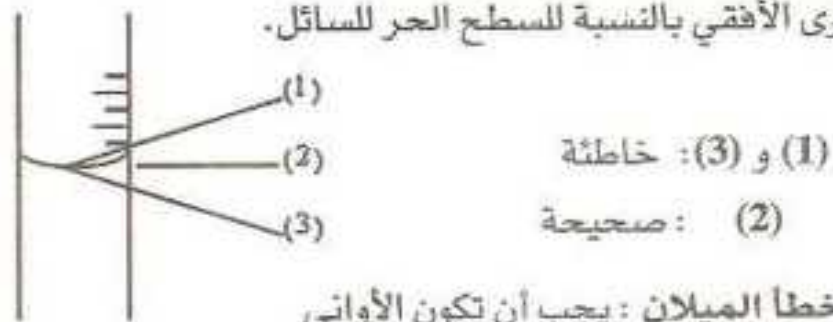 الأفقي بالنسبة للسطح الحر للسائل.
(1)
(2)
(3)
(1) و (3): خاطئة
(2) : صحيحة
خطأ الميلان : يجب أن تكون الأواني